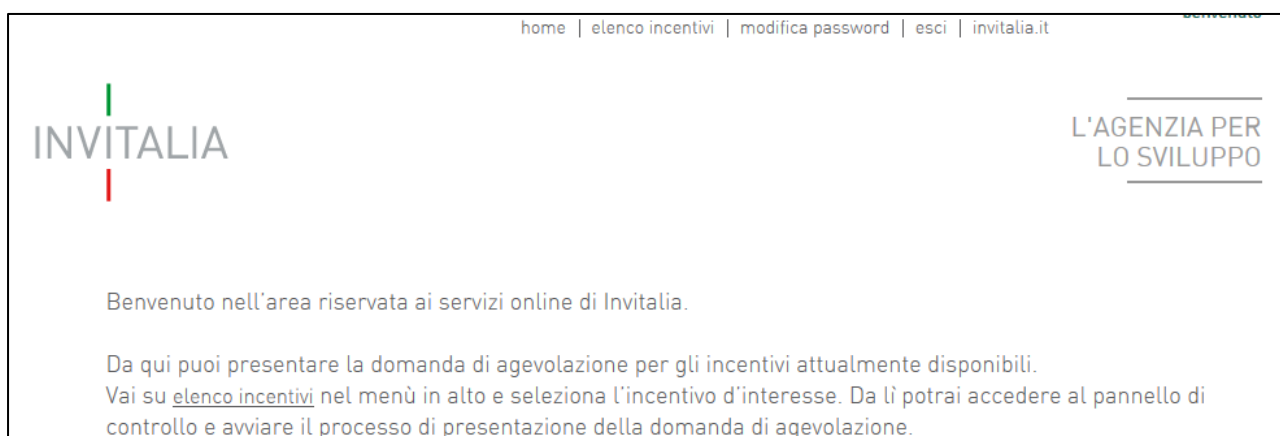 benvenuto
home | elenco incentivi | modifica password | esci | invitalia.it
INVITALIA
L'AGENZIA PER
LO SVILUPPO
Benvenuto nell'area riservata ai servizi online di Invitalia.
Da qui puoi presentare la domanda di agevolazione per gli incentivi attualmente disponibili.
Vai su elenco incentivi nel menù in alto e seleziona l'incentivo d'interesse. Da lì potrai accedere al pannello di
controllo e avviare il processo di presentazione della domanda di agevolazione.